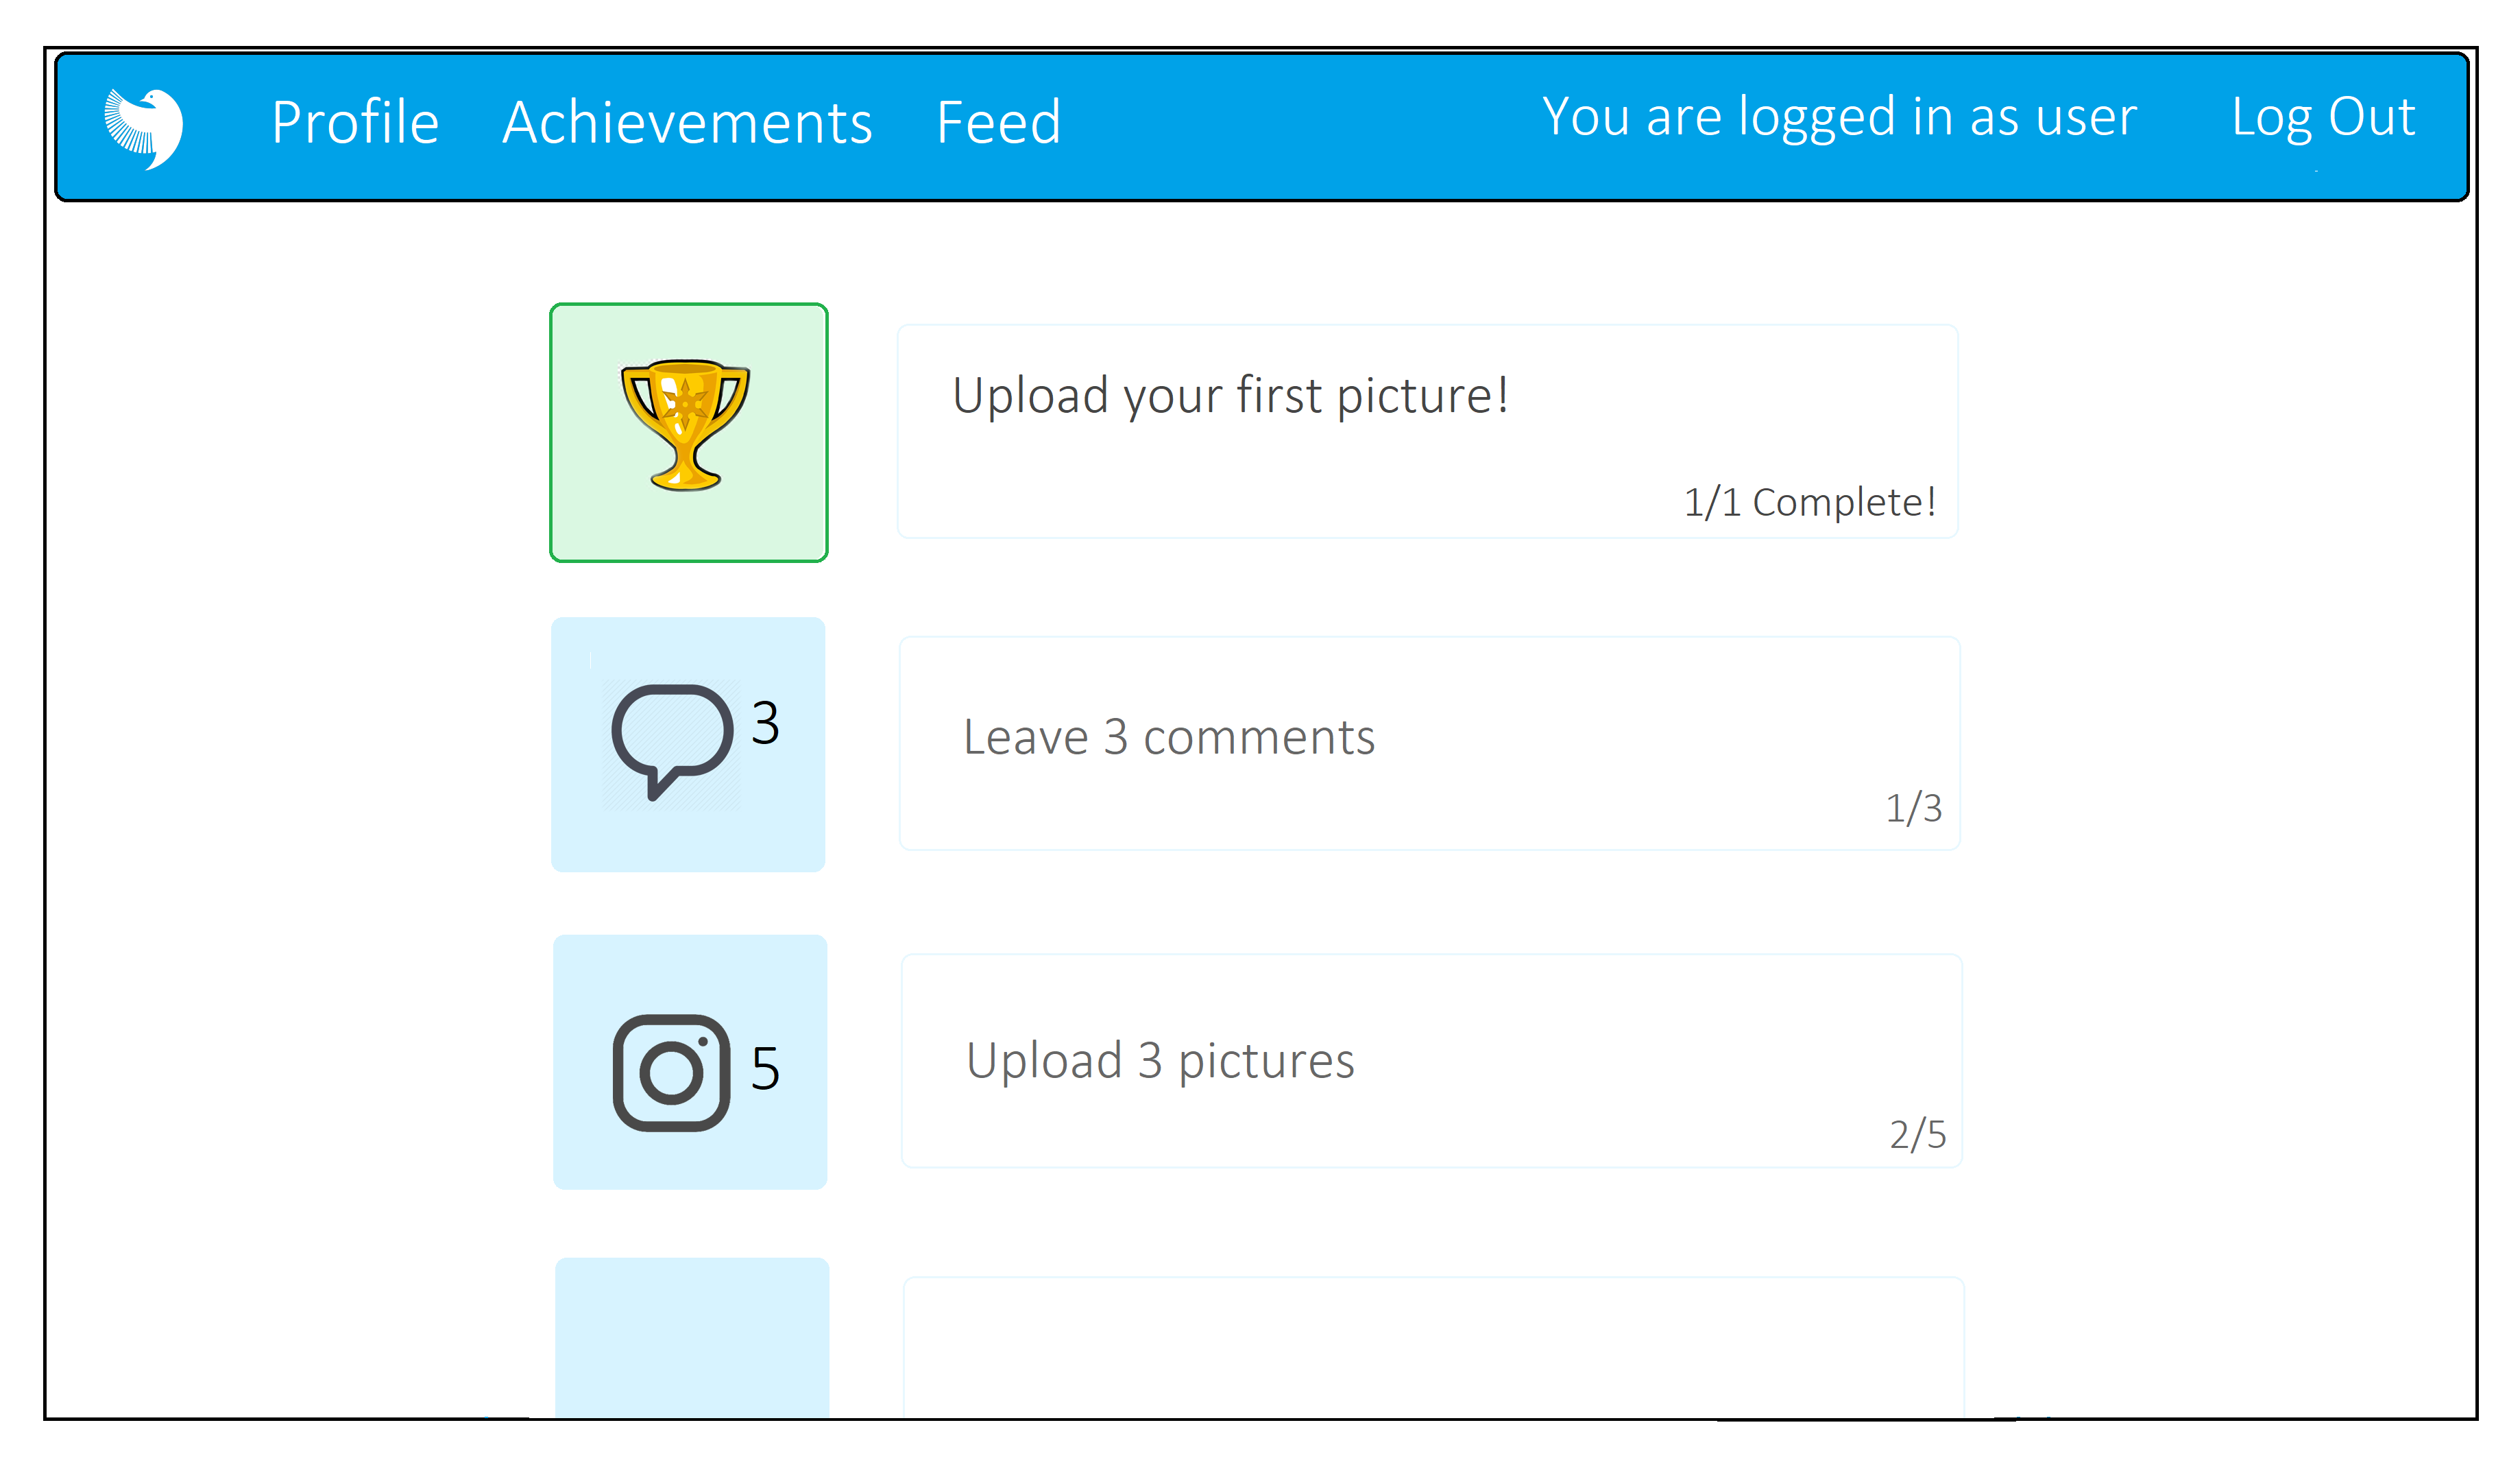 Profile Achievements Feed You are logged in as user Log Out
Upload your first picture!
1/1 Complete!
3
Leave 3 comments
1/3
5
Upload 3 pictures
2/5